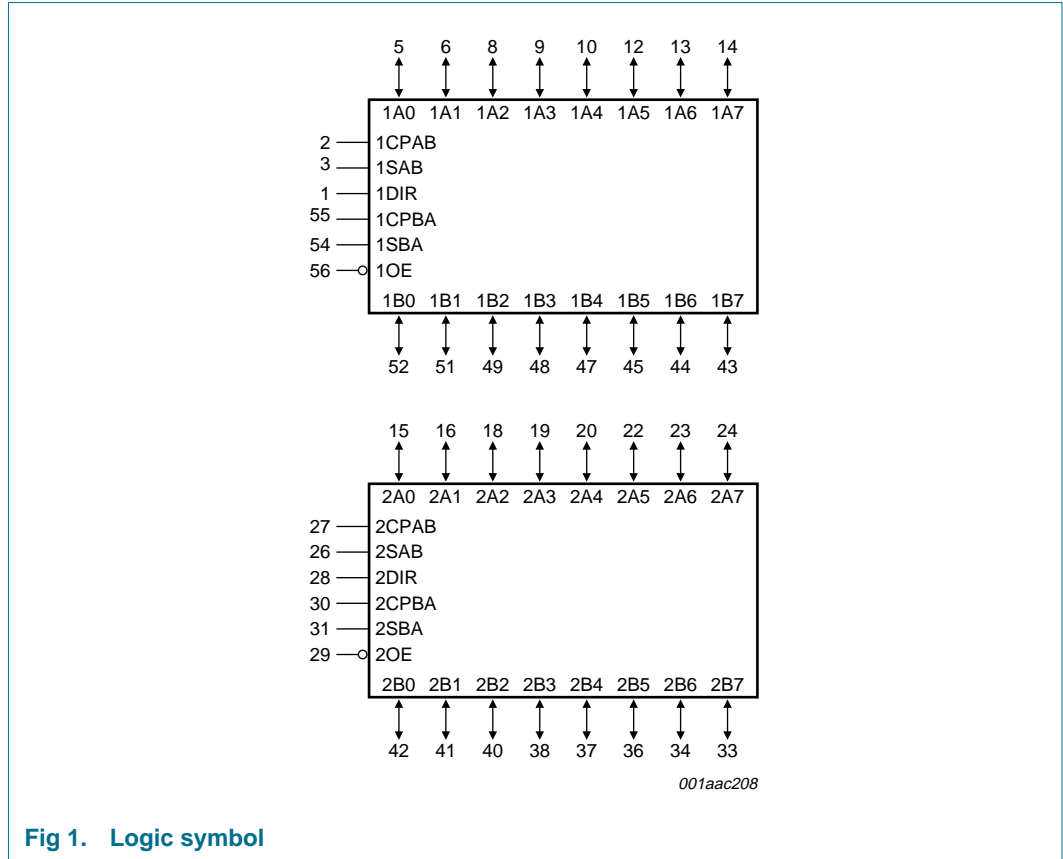 5 6 8 9 10 12 13 14
1A0 1A1 1A2 1A3 1A4 1A5 1A6 1A7
2 1CPAB
3 1SAB
1 1DIR
55 1CPBA
54 1SBA
56 1OE
1B0 1B1 1B2 1B3 1B4 1B5 1B6 1B7
52 51 49 48 47 45 44 43
15 16 18 19 20 22 23 24
2A0 2A1 2A2 2A3 2A4 2A5 2A6 2A7
27 2CPAB
26 2SAB
28 2DIR
30 2CPBA
31 2SBA
29 2OE
2B0 2B1 2B2 2B3 2B4 2B5 2B6 2B7
42 41 40 38 37 36 34 33
001aac208
Fig 1. Logic symbol